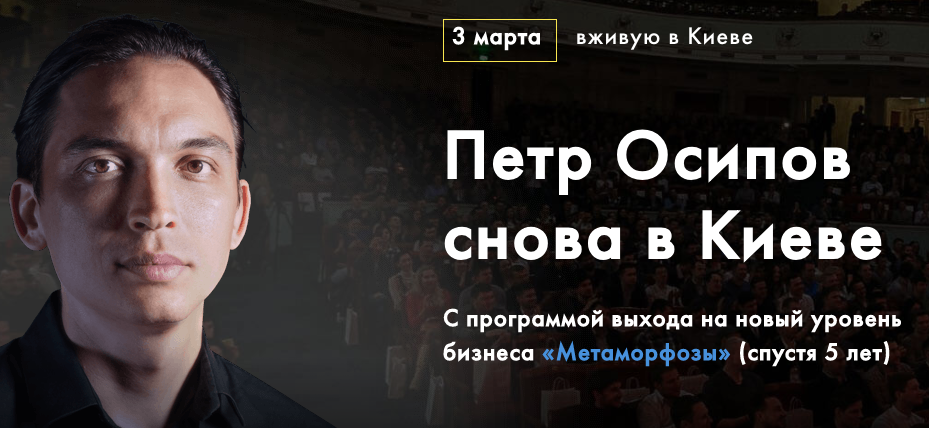 3 марта вживую в Киеве
Петр Осипов
снова в Киеве
С программой выхода на новый уровень
бизнеса «Метаморфозы» (спустя 5 лет)